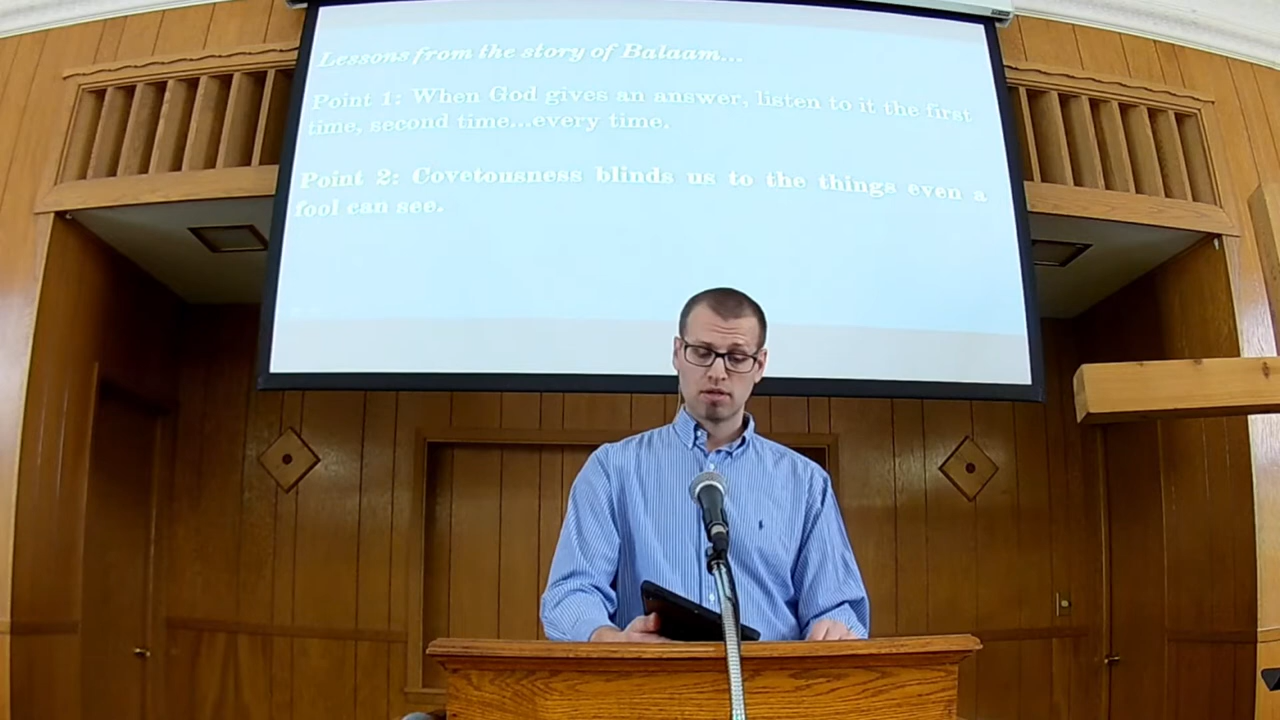 Lessons from the story of Balaam...
Point 1: When God gives an answer, listen to it the first
time, second time...every time.
Point 2: Covetousness blinds us to the things even a
fool can see.